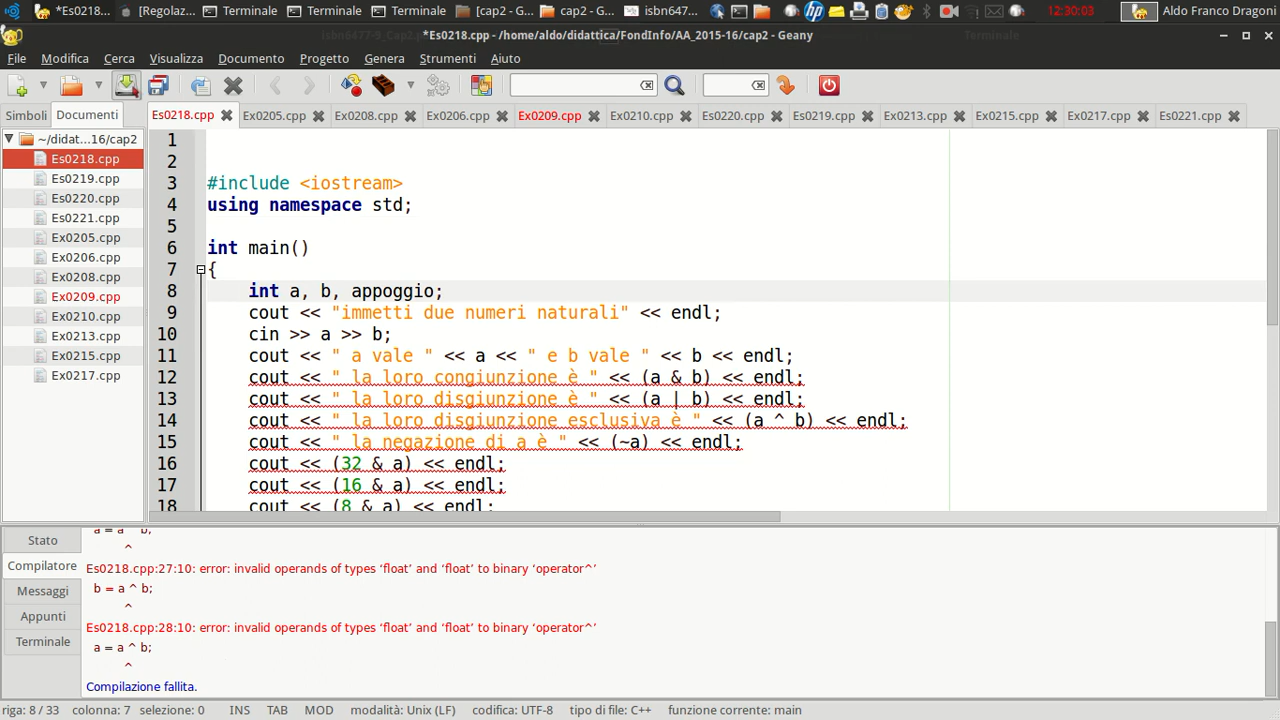 *Es0218....
[Regolaz...
Terminale
Terminale
Terminale
[cap2 - G...
cap2 - G...
isbn647...
12:30:03
Aldo Franco Dragoni
*Es0218.cpp - /home/aldo/didattica/FondInfo/AA_2015-16/cap2 - Geany
Terminale
File Modifica Cerca Visualizza Documento Progetto Genera Strumenti Aiuto
Simboli Documenti
Es0218.cpp Ex0205.cpp Ex0208.cpp Ex0206.cpp Ex0209.cpp Ex0210.cpp Es0220.cpp Es0219.cpp Ex0213.cpp Ex0215.cpp Ex0217.cpp Es0221.cpp
~/didat...16/cap2
Es0218.cpp
Es0219.cpp
Es0220.cpp
Es0221.cpp
Ex0205.cpp
Ex0206.cpp
Ex0208.cpp
Ex0209.cpp
Ex0210.cpp
Ex0213.cpp
Ex0215.cpp
Ex0217.cpp
1
2
3 #include <iostream>
4 using namespace std;
5
6 int main()
7 {
8 int a, b, appoggio;
9 cout << "immetti due numeri naturali" << endl;
10 cin >> a >> b;
11 cout << " a vale " << a << " e b vale " << b << endl;
12 cout << " la loro congiunzione è " << (a & b) << endl;
13 cout << " la loro disgiunzione è " << (a | b) << endl;
14 cout << " la loro disgiunzione esclusiva è " << (a ^ b) << endl;
15 cout << " la negazione di a è " << (~a) << endl;
16 cout << (32 & a) << endl;
17 cout << (16 & a) << endl;
18 cout << (8 & a) << endl;
Stato
Compilatore
Messaggi
Appunti
Terminale
a = a ^ b;
^
Es0218.cpp:27:10: error: invalid operands of types ‘float’ and ‘float’ to binary ‘operator^’
b = a ^ b;
^
Es0218.cpp:28:10: error: invalid operands of types ‘float’ and ‘float’ to binary ‘operator^’
a = a ^ b;
^
Compilazione fallita.
riga: 8 / 33 colonna: 7 selezione: 0 INS TAB MOD modalità: Unix (LF) codifica: UTF-8 tipo di file: C++ funzione corrente: main